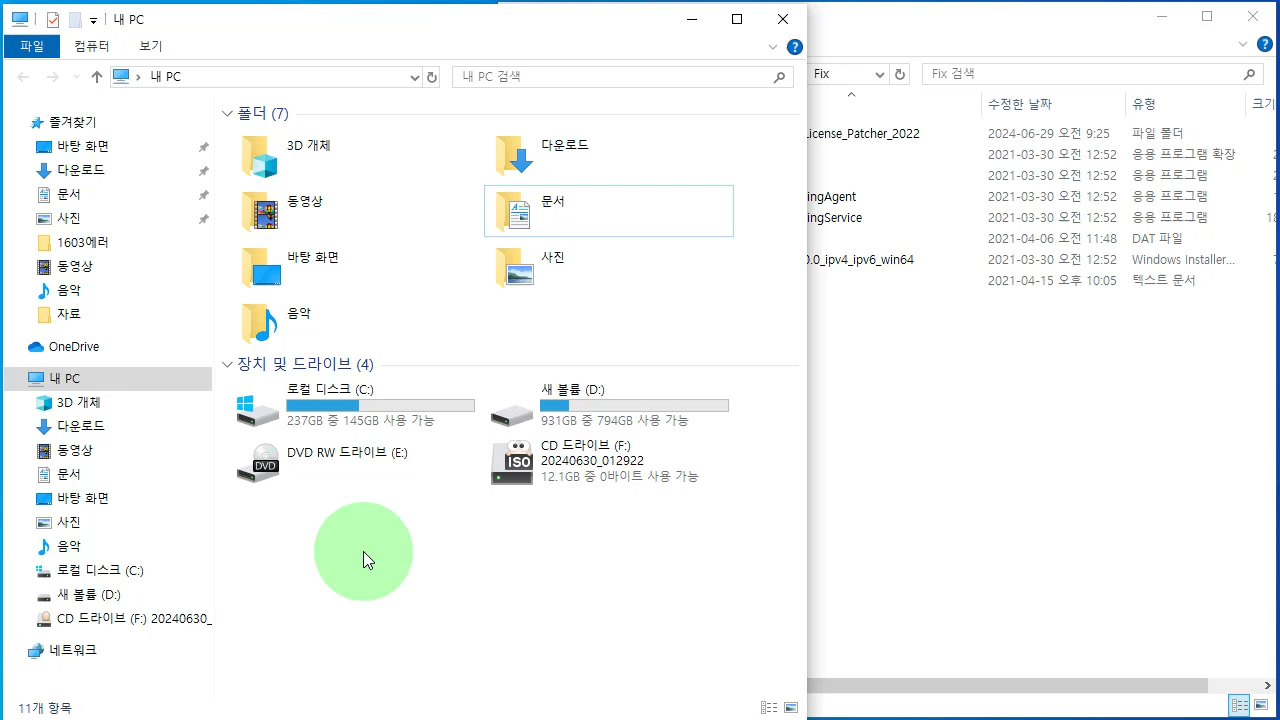 내 PC
파일
컴퓨터
보기
내 PC
내 PC 검색
즐겨찾기
바탕 화면
다운로드
문서
사진
1603에러
동영상
음악
자료
OneDrive
내 PC
3D 개체
다운로드
동영상
문서
바탕 화면
사진
음악
로컬 디스크 (C:)
새 볼륨 (D:)
CD 드라이브 (F:) 20240630_
네트워크
폴더 (7)
3D 개체
다운로드
동영상
문서
바탕 화면
사진
음악
장치 및 드라이브 (4)
로컬 디스크 (C:)
237GB 중 145GB 사용 가능
새 볼륨 (D:)
931GB 중 794GB 사용 가능
DVD
DVD RW 드라이브 (E:)
ISO
CD 드라이브 (F:)
20240630_012922
12.1GB 중 0바이트 사용 가능
11개 항목
Fix
Fix 검색
수정한 날짜
유형
크기
icense_Patcher_2022
2024-06-29 오전 9:25
파일 폴더
2021-03-30 오전 12:52
응용 프로그램 확장
2021-03-30 오전 12:52
응용 프로그램
ingAgent
2021-03-30 오전 12:52
응용 프로그램
ingService
2021-03-30 오전 12:52
응용 프로그램
2021-04-06 오전 11:48
DAT 파일
0.0_ipv4_ipv6_win64
2021-03-30 오전 12:52
Windows Installer...
2021-04-15 오후 10:05
텍스트 문서